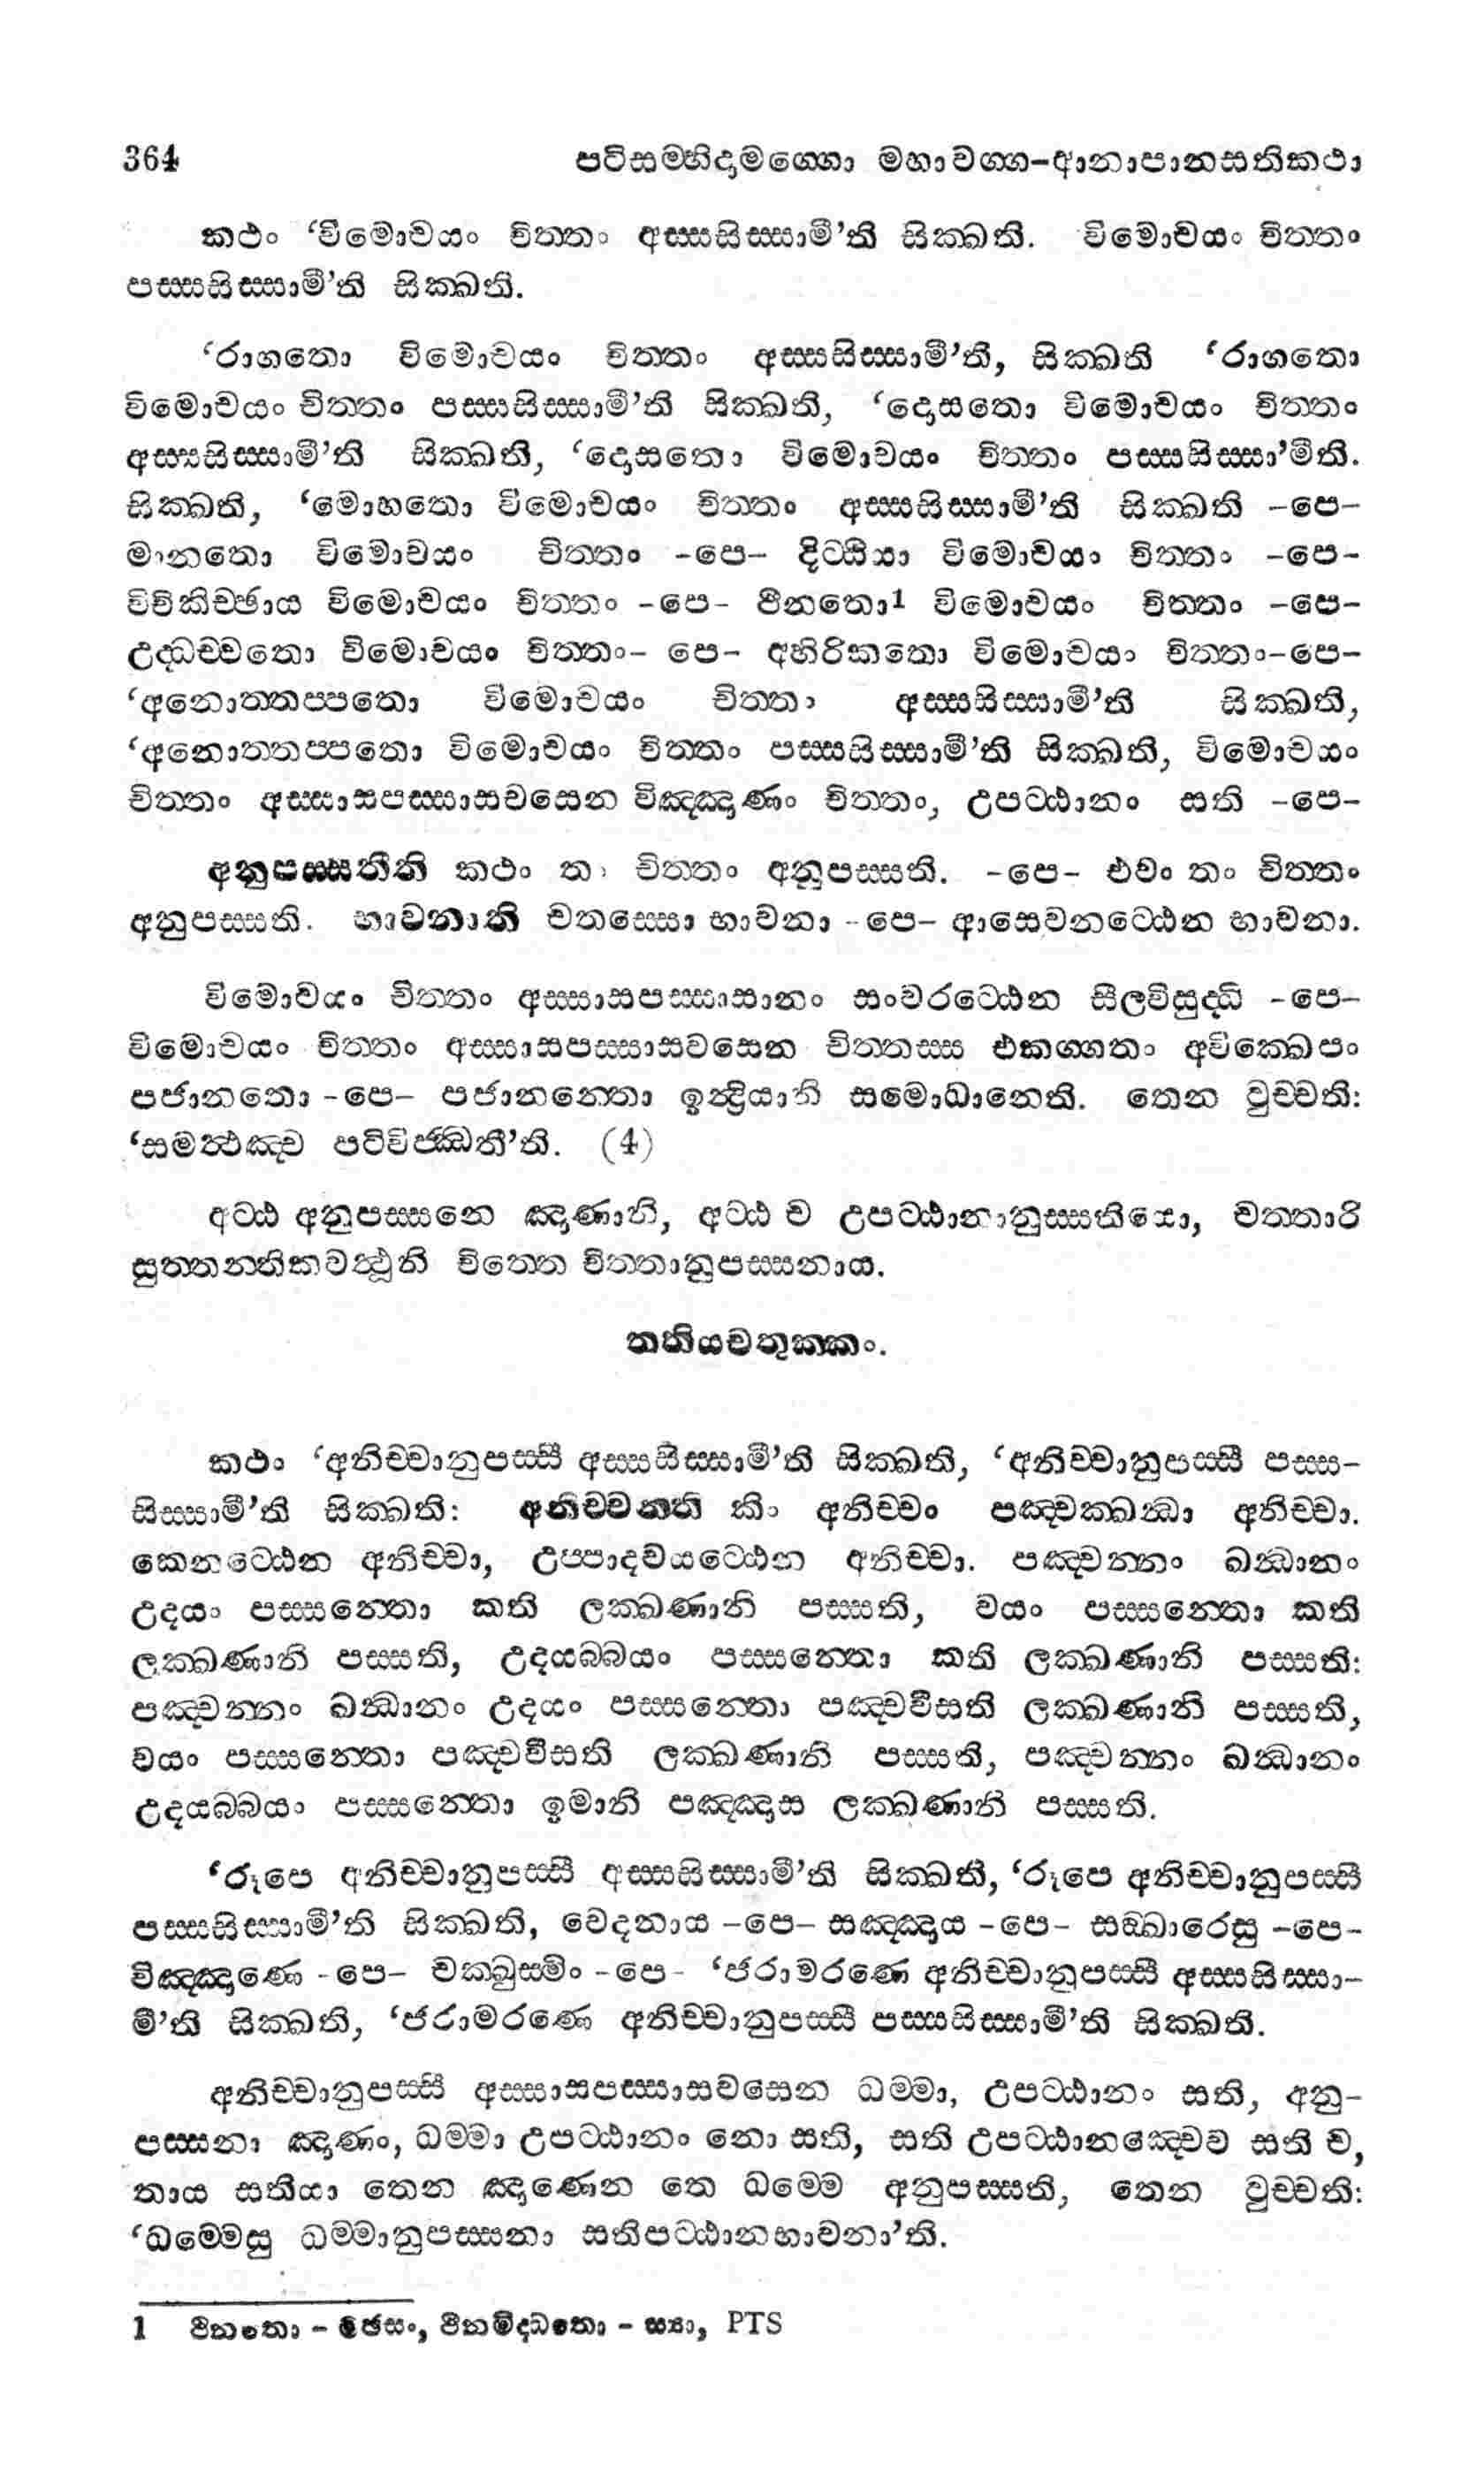 364 පටිසම්භිදාමග්ගො මහාවග්ග-ආනාපානසතිකථා
කථං ‘විමොචයං චිත්තං අස්සසිස්සාමී’ති සික්ඛති. විමොචයං චිත්තං
පස්සසිස්සාමී’ති සික්ඛති.
‘රාගතො විමොචයං චිත්තං අස්සසිස්සාමී’ති, සික්ඛති ‘රාගතො
විමොචයං චිත්තං පස්සසිස්සාමී’ති සික්ඛති, ‘දොසතො විමොචයං චිත්තං
අස්සසිස්සාමී’ති සික්ඛති, ‘දොසතො විමොචයං චිත්තං පස්සසිස්සා’මීති.
සික්ඛති, ‘මොහතො විමොචයං චිත්තං අස්සසිස්සාමී’ති සික්ඛති -පෙ-
මානතො විමොචයං චිත්තං -පෙ- දිට්ඨියා විමොචයං චිත්තං -පෙ-
විචිකිච්ඡාය විමොචයං චිත්තං -පෙ- ථීනතො1 විමොචයං චිත්තං -පෙ-
උද්ධච්චතො විමොචයං චිත්තං- පෙ- අහිරිකතො විමොචයං චිත්තං-පෙ-
‘අනොත්තප්පතො විමොචයං චිත්තං අස්සසිස්සාමී’ති සික්ඛති,
‘අනොත්තප්පතො විමොචයං චිත්තං පස්සසිස්සාමී’ති සික්ඛති, විමොචයං
චිත්තං අස්සාසපස්සාසවසෙන විඤ්ඤාණං චිත්තං, උපට්ඨානං සති -පෙ-
අනුපස්සතීති කථං තං චිත්තං අනුපස්සති. -පෙ- එවං තං චිත්තං
අනුපස්සති. භාවනාති චතස්සො භාවනා -පෙ- ආසෙවනට්ඨෙන භාවනා.
විමොචයං චිත්තං අස්සාසපස්සාසානං සංවරට්ඨෙන සීලවිසුද්ධි -පෙ-
විමොචයං චිත්තං අස්සාසපස්සාසවසෙන චිත්තස්ස එකග්ගතං අවික්ඛෙපං
පජානතො -පෙ- පජානන්තො ඉන්ද්‍රියානි සමොධානෙති. තෙන වුච්චති:
‘සමත්ථඤ්ච පටිවිජ්ඣතී’ති. (4)
අට්ඨ අනුපස්සනෙ ඤාණානි, අට්ඨ ච උපට්ඨානානුස්සතියො, චත්තාරි
සුත්තන්තිකවත්ථූනි චිත්තෙ චිත්තානුපස්සනාය.
තතියචතුක්කං.
කථං ‘අනිච්චානුපස්සී අස්සසිස්සාමී’ති සික්ඛති, ‘අනිච්චානුපස්සී පස්ස-
සිස්සාමී’ති සික්ඛති: අනිච්චන්ති කිං අනිච්චං පඤ්චක්ඛන්ධා අනිච්චා.
කෙනට්ඨෙන අනිච්චා, උප්පාදවයට්ඨෙන අනිච්චා. පඤ්චන්නං ඛන්ධානං
උදයං පස්සන්තො කති ලක්ඛණානි පස්සති, වයං පස්සන්තො කති
ලක්ඛණානි පස්සති, උදයබ්බයං පස්සන්තො කති ලක්ඛණානි පස්සති:
පඤ්චන්නං ඛන්ධානං උදයං පස්සන්තො පඤ්චවීසති ලක්ඛණානි පස්සති,
වයං පස්සන්තො පඤ්චවීසති ලක්ඛණානි පස්සති, පඤ්චන්නං ඛන්ධානං
උදයබ්බයං පස්සන්තො ඉමානි පඤ්ඤාස ලක්ඛණානි පස්සති.
‘රූපෙ අනිච්චානුපස්සී අස්සසිස්සාමී’ති සික්ඛති, ‘රූපෙ අනිච්චානුපස්සී
පස්සසිස්සාමී’ති සික්ඛති, වෙදනාය -පෙ- සඤ්ඤාය -පෙ- සඞ්ඛාරෙසු -පෙ-
විඤ්ඤාණෙ -පෙ- චක්ඛුස්මිං -පෙ- ‘ජරාමරණෙ අනිච්චානුපස්සී අස්සසිස්සා-
මී’ති සික්ඛති, ‘ජරාමරණෙ අනිච්චානුපස්සී පස්සසිස්සාමී’ති සික්ඛති.
අනිච්චානුපස්සී අස්සාසපස්සාසවසෙන ධම්මා, උපට්ඨානං සති, අනු-
පස්සනා ඤාණං, ධම්මා උපට්ඨානං නො සති, සති උපට්ඨානඤ්චෙව සති ච,
තාය සතියා තෙන ඤාණෙන තෙ ධම්මෙ අනුපස්සති, තෙන වුච්චති:
‘ධම්මෙසු ධම්මානුපස්සනා සතිපට්ඨානභාවනා’ති.
1 ථිනතො - මඡසං, ථීනමිද්ධතො - ස්‍යා, PTS